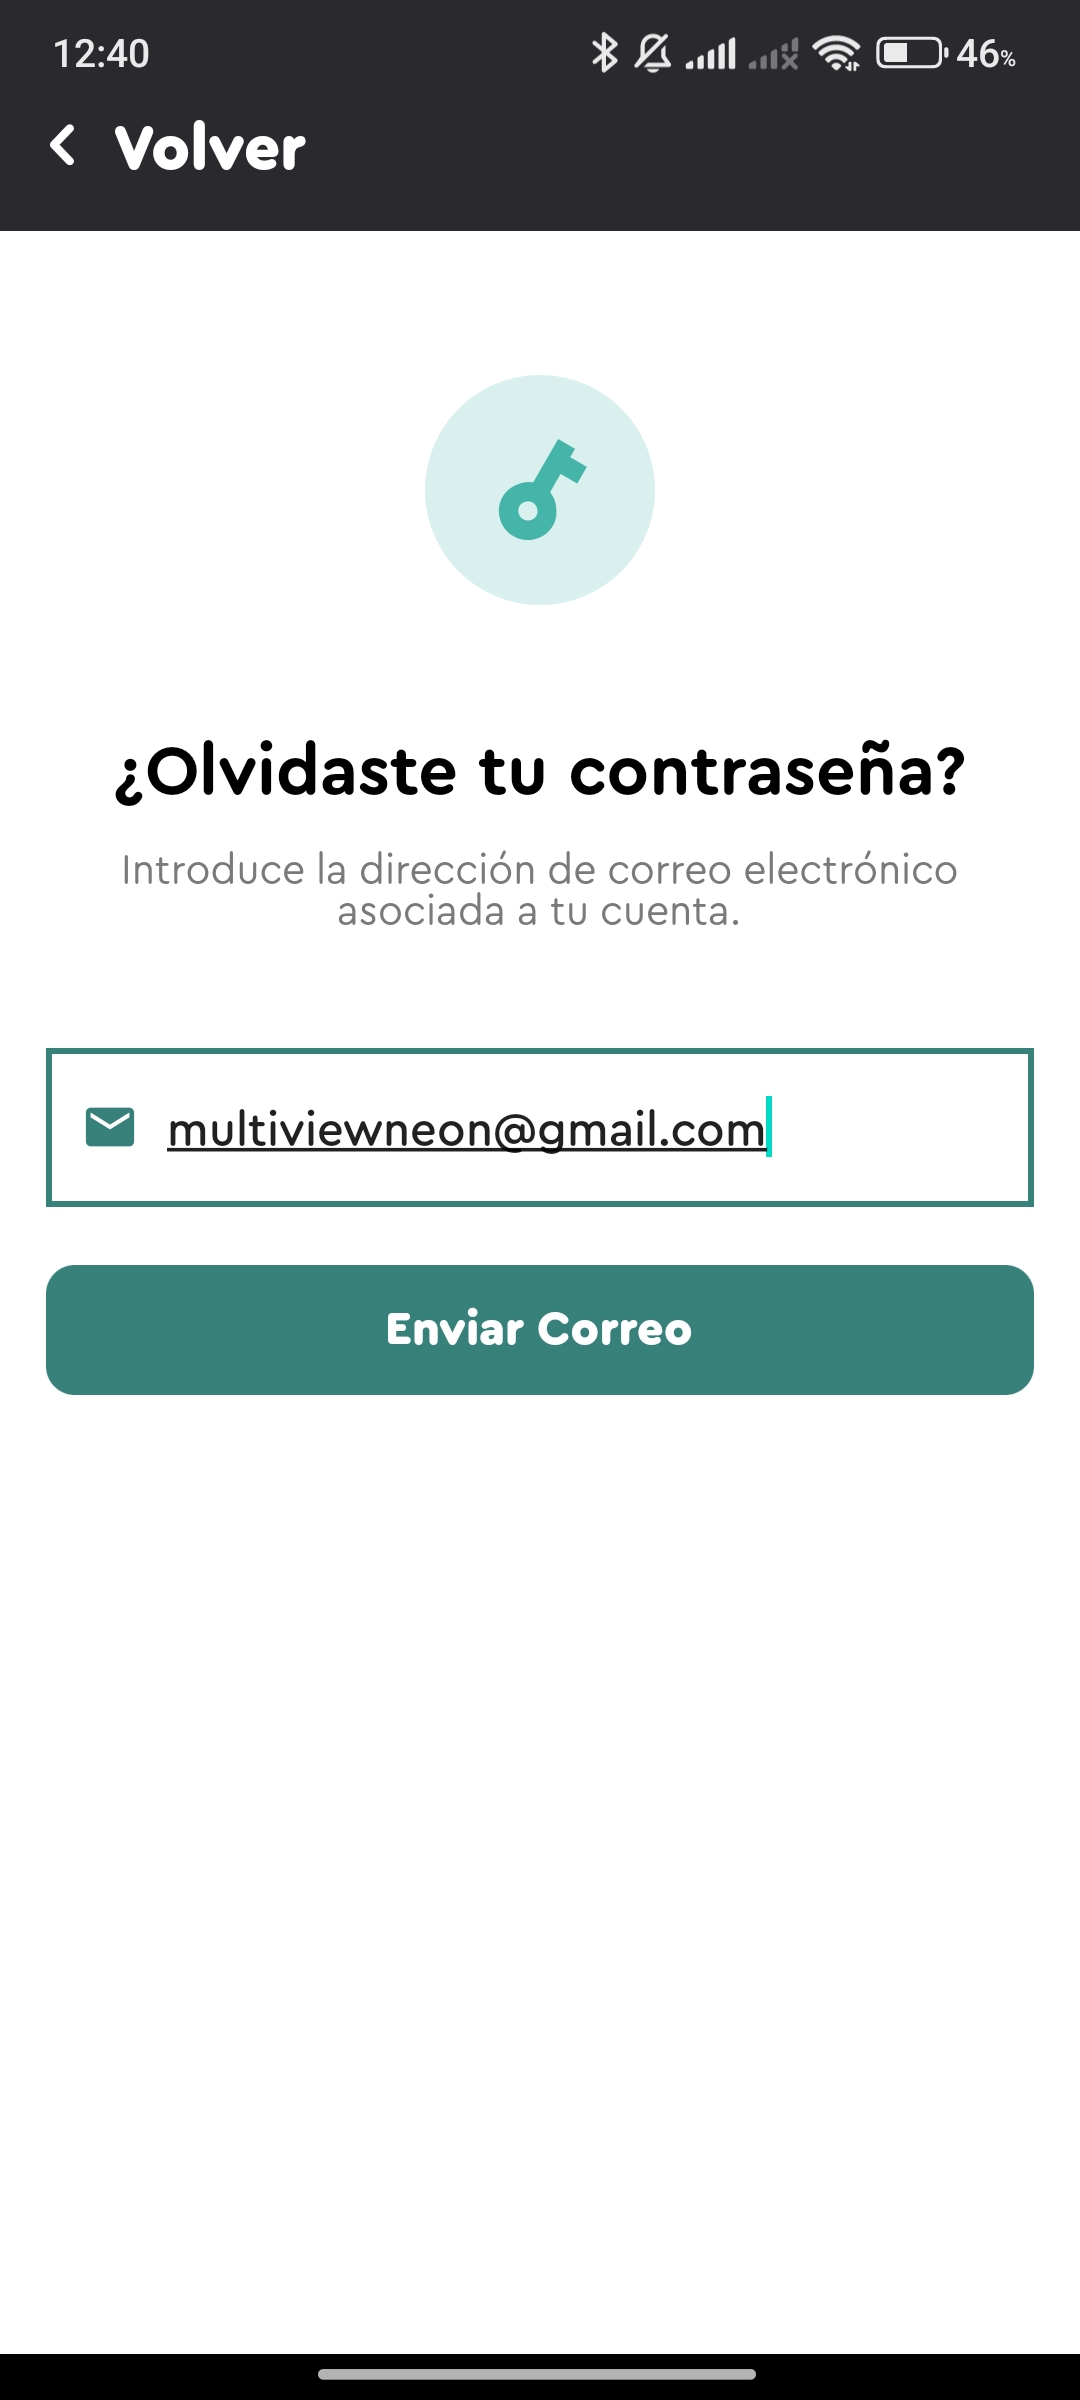 12:40
46%
Volver
¿Olvidaste tu contraseña?
Introduce la dirección de correo electrónico
asociada a tu cuenta.
multiviewneon@gmail.com
Enviar Correo